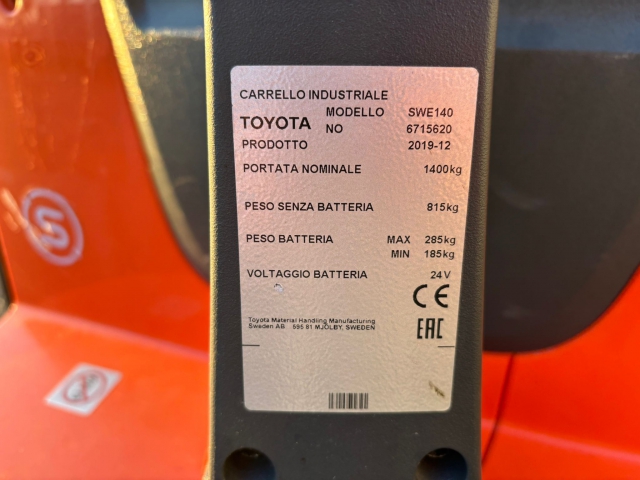 CARRELLO INDUSTRIALE
MODELLO SWE140
TOYOTA
NO 6715620
PRODOTTO 2019-12
PORTATA NOMINALE 1400kg
PESO SENZA BATTERIA 815kg
PESO BATTERIA MAX 285kg
MIN 185kg
VOLTAGGIO BATTERIA 24V
CE
Toyota Material Handling Manufacturing
Sweden AB 595 81 MJÖLBY, SWEDEN
EAC
S